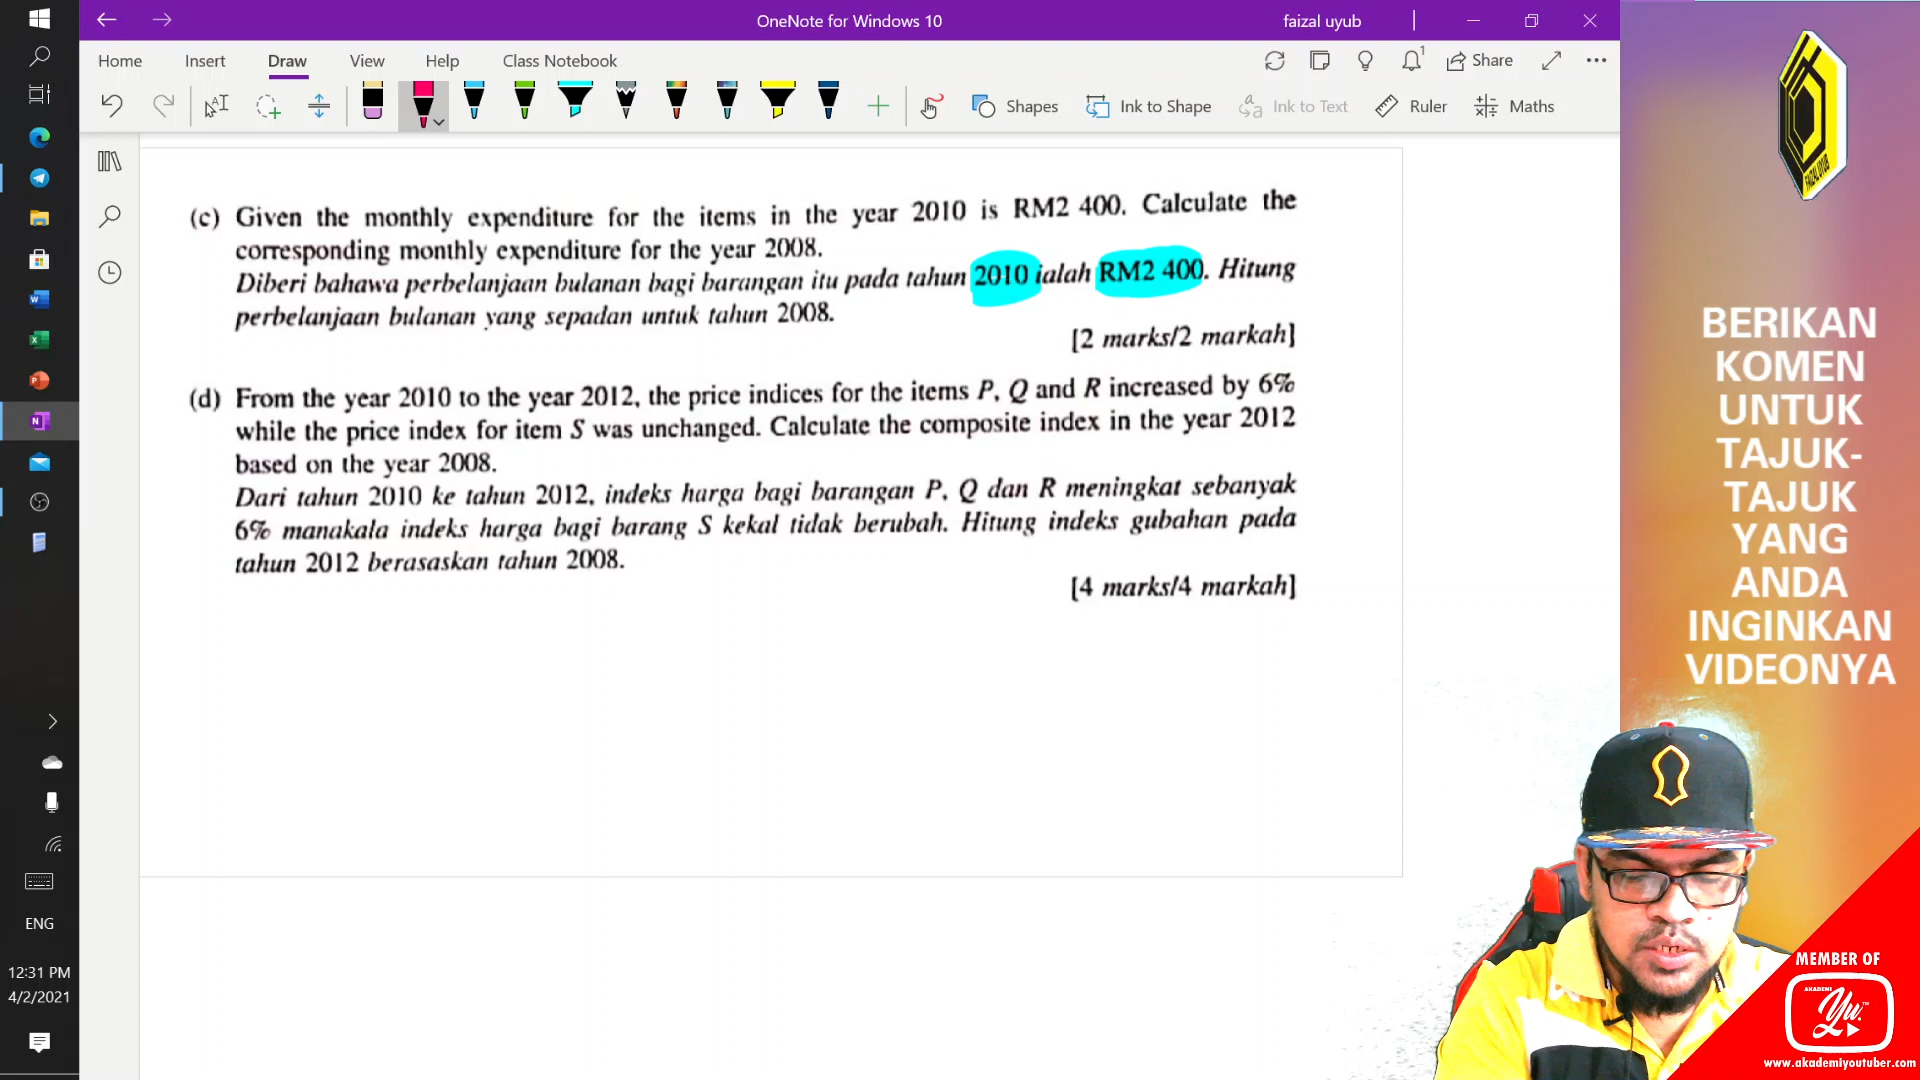 OneNote for Windows 10
faizal uyub
Home
Insert
Draw
View
Help
Class Notebook
1
Share
Shapes
Ink to Shape
Ink to Text
Ruler
Maths
(c) Given the monthly expenditure for the items in the year 2010 is RM2 400. Calculate the
corresponding monthly expenditure for the year 2008.
Diberi bahawa perbelanjaan bulanan bagi barangan itu pada tahun 2010 ialah RM2 400. Hitung
perbelanjaan bulanan yang sepadan untuk tahun 2008.
[2 marks/2 markah]
(d) From the year 2010 to the year 2012, the price indices for the items P, Q and R increased by 6%
while the price index for item S was unchanged. Calculate the composite index in the year 2012
based on the year 2008.
Dari tahun 2010 ke tahun 2012, indeks harga bagi barangan P, Q dan R meningkat sebanyak
6% manakala indeks harga bagi barang S kekal tidak berubah. Hitung indeks gubahan pada
tahun 2012 berasaskan tahun 2008.
[4 marks/4 markah]
ENG
12:31 PM
4/2/2021
FAIZAL UYUB
BERIKAN
KOMEN
UNTUK
TAJUK-
TAJUK
YANG
ANDA
INGINKAN
VIDEONYA
MEMBER OF
AKADEMI
Yu
TM
www.akademiyoutuber.com